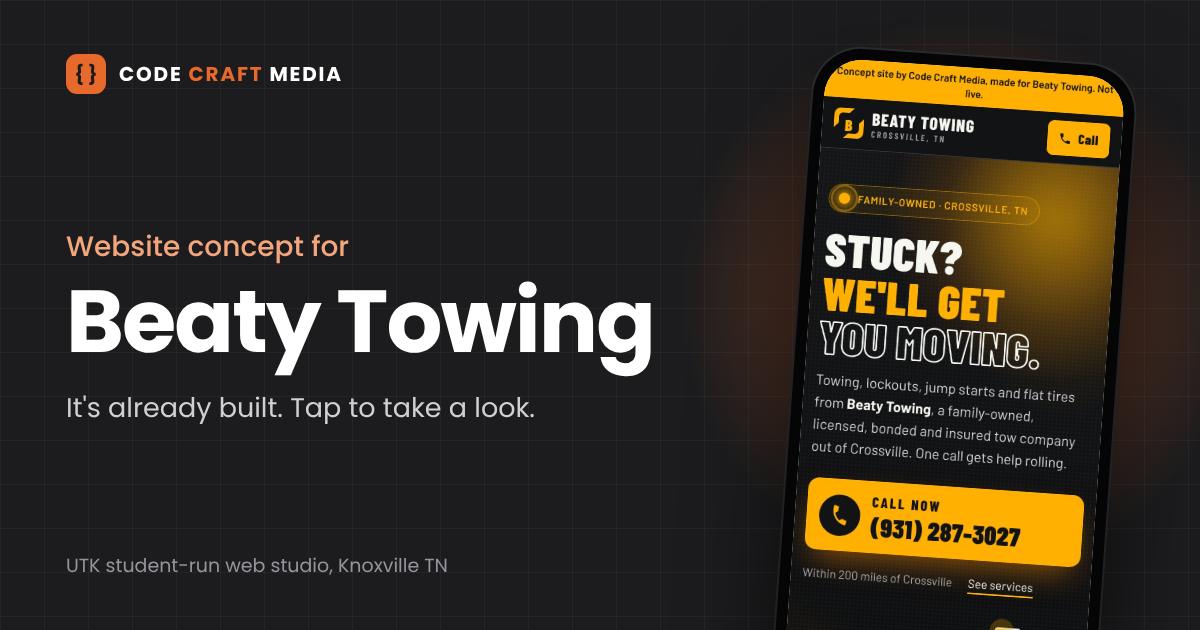 { } CODE CRAFT MEDIA
Website concept for
Beaty Towing
It's already built. Tap to take a look.
UTK student-run web studio, Knoxville TN
Concept site by Code Craft Media, made for Beaty Towing. Not
live.
B
BEATY TOWING
CROSSVILLE, TN
Call
FAMILY-OWNED · CROSSVILLE, TN
STUCK?
WE'LL GET
YOU MOVING.
Towing, lockouts, jump starts and flat tires
from Beaty Towing, a family-owned,
licensed, bonded and insured tow company
out of Crossville. One call gets help rolling.
CALL NOW
(931) 287-3027
Within 200 miles of Crossville See services